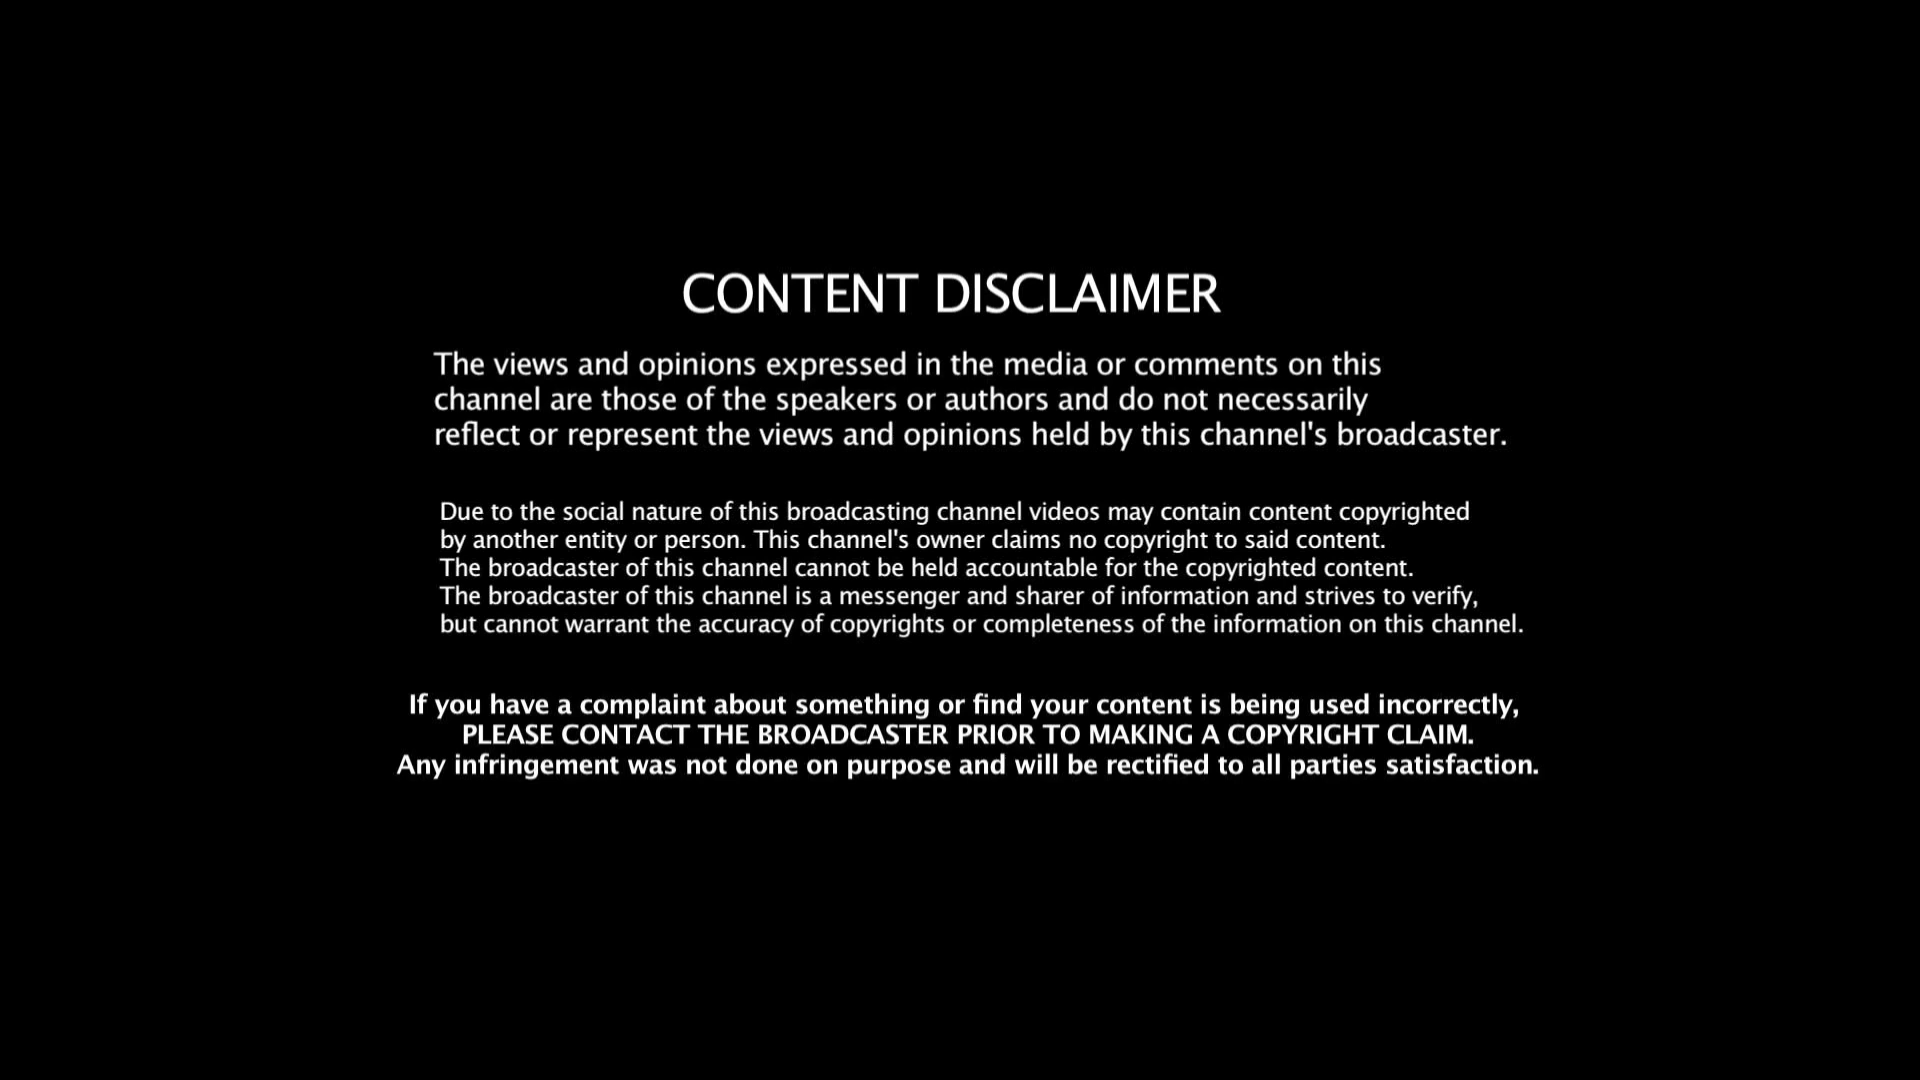 CONTENT DISCLAIMER
The views and opinions expressed in the media or comments on this
channel are those of the speakers or authors and do not necessarily
reflect or represent the views and opinions held by this channel's broadcaster.
Due to the social nature of this broadcasting channel videos may contain content copyrighted
by another entity or person. This channel's owner claims no copyright to said content.
The broadcaster of this channel cannot be held accountable for the copyrighted content.
The broadcaster of this channel is a messenger and sharer of information and strives to verify,
but cannot warrant the accuracy of copyrights or completeness of the information on this channel.
If you have a complaint about something or find your content is being used incorrectly,
PLEASE CONTACT THE BROADCASTER PRIOR TO MAKING A COPYRIGHT CLAIM.
Any infringement was not done on purpose and will be rectified to all parties satisfaction.